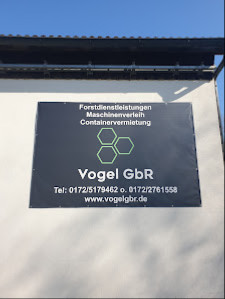 Forstdienstleistungen
Maschinenverleih
Containervermietung
Vogel GbR
Tel: 0172/5179462 o. 0172/2761558
www.vogelgbr.de